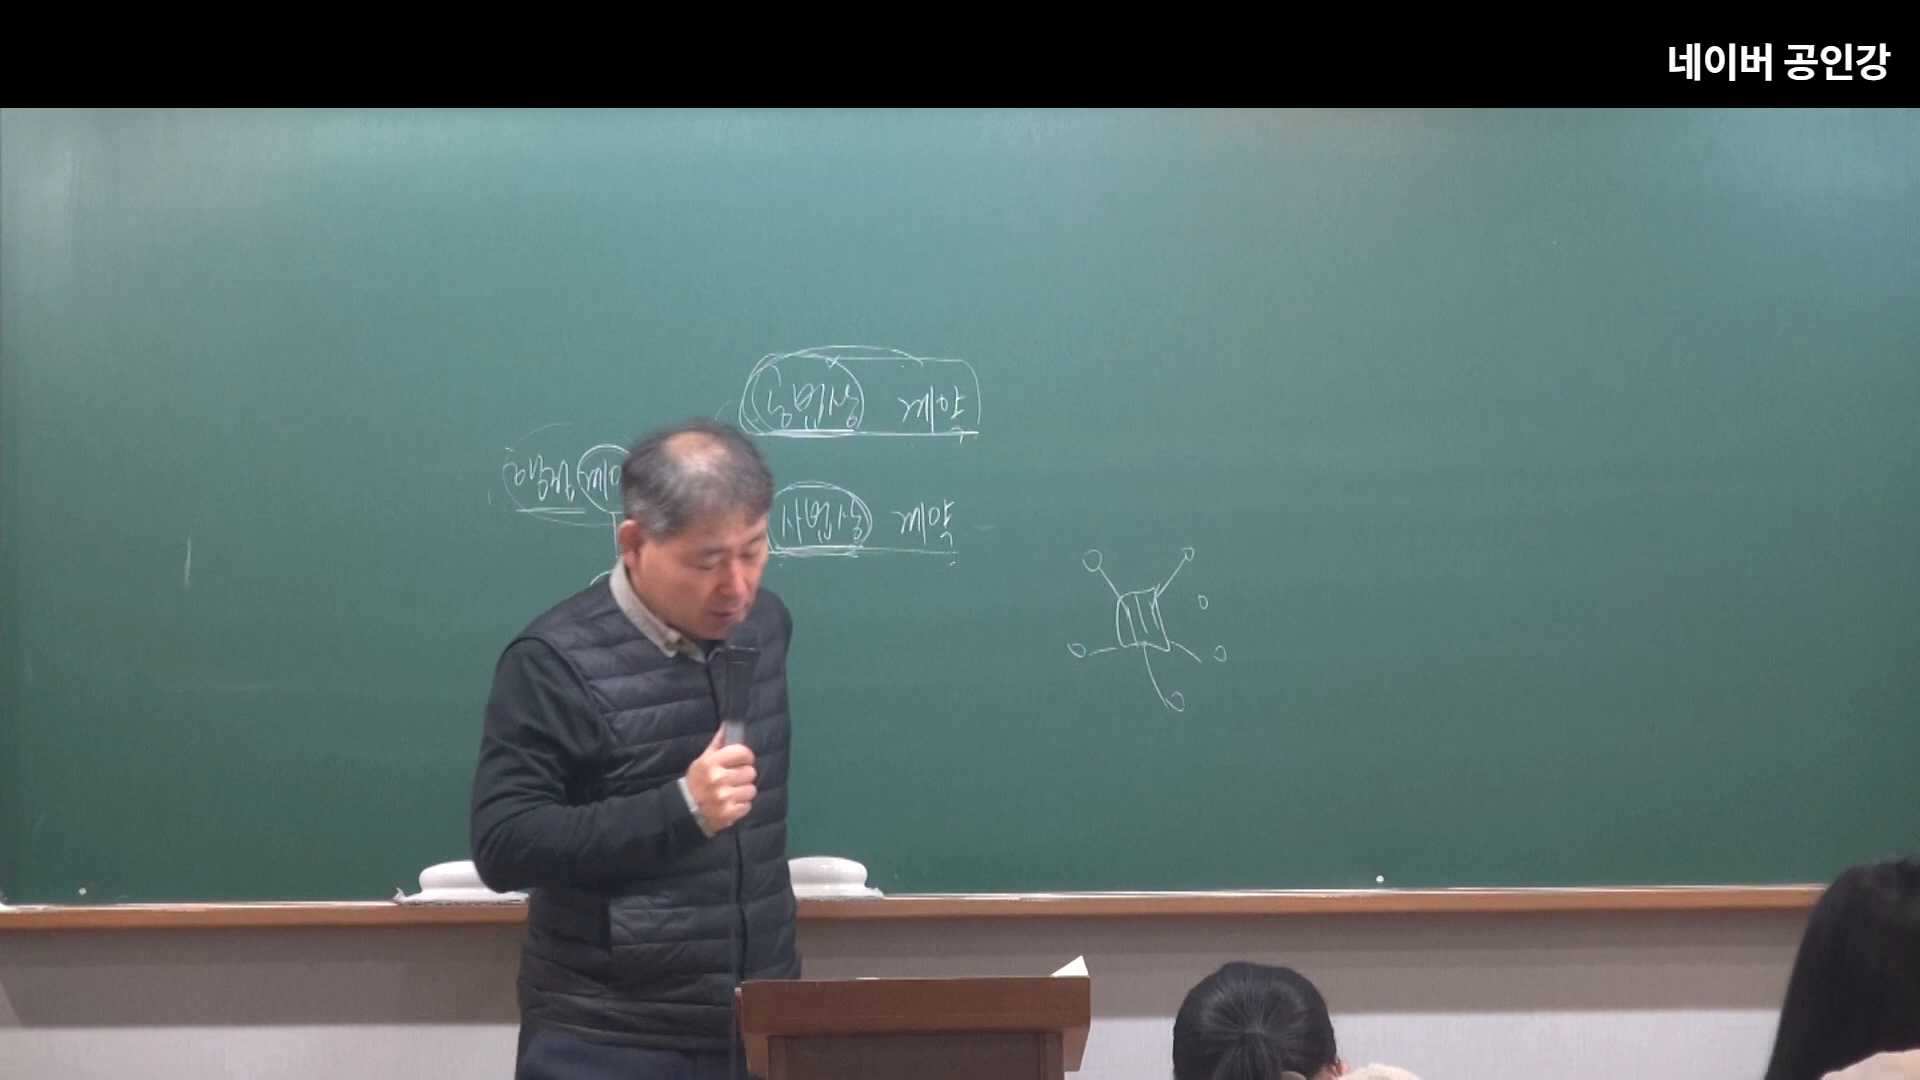 네이버 공인강
공법상 계약
사법상 계약